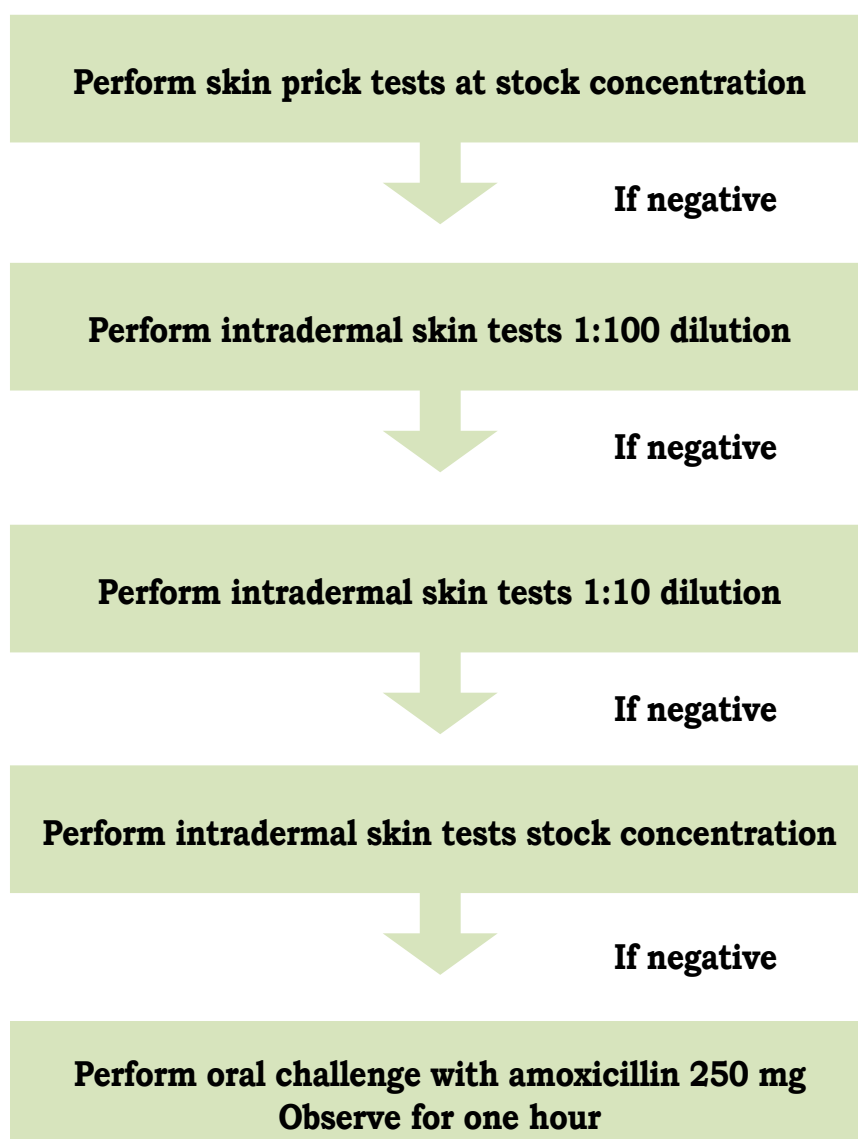 Perform skin prick tests at stock concentration
If negative
Perform intradermal skin tests 1:100 dilution
If negative
Perform intradermal skin tests 1:10 dilution
If negative
Perform intradermal skin tests stock concentration
If negative
Perform oral challenge with amoxicillin 250 mg
Observe for one hour